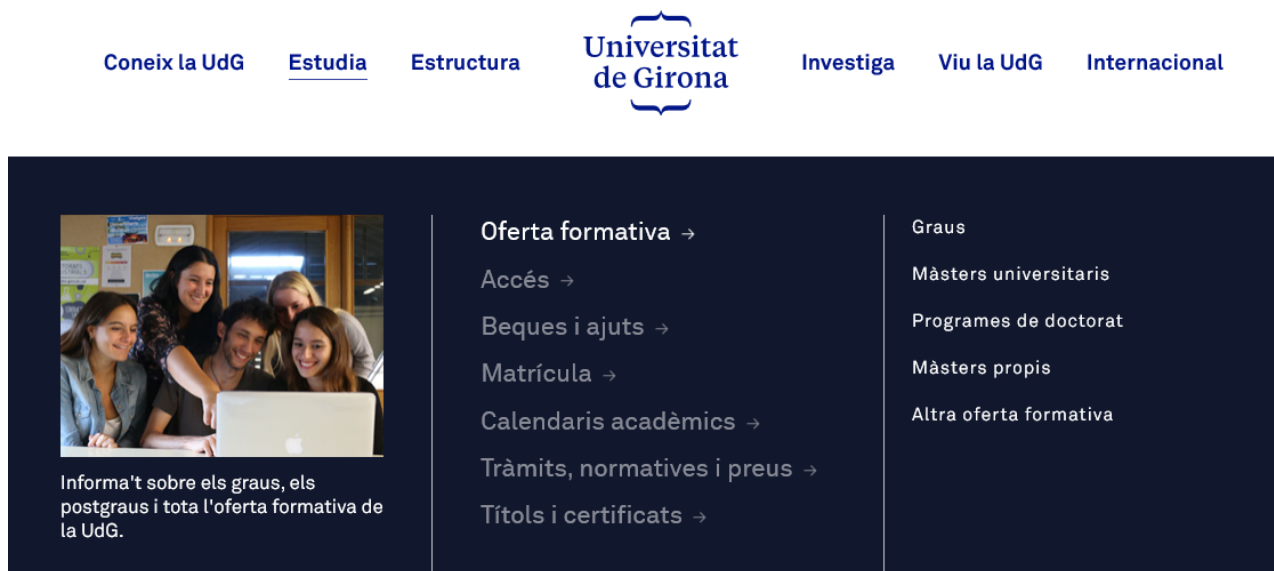 Coneix la UdG
Estudia
Estructura
Universitat
de Girona
Investiga
Viu la UdG
Internacional
Informa't sobre els graus, els
postgraus i tota l'oferta formativa de
la UdG.
Oferta formativa →
Accés →
Beques i ajuts →
Matrícula →
Calendaris acadèmics →
Tràmits, normatives i preus →
Títols i certificats →
Graus
Màsters universitaris
Programes de doctorat
Màsters propis
Altra oferta formativa